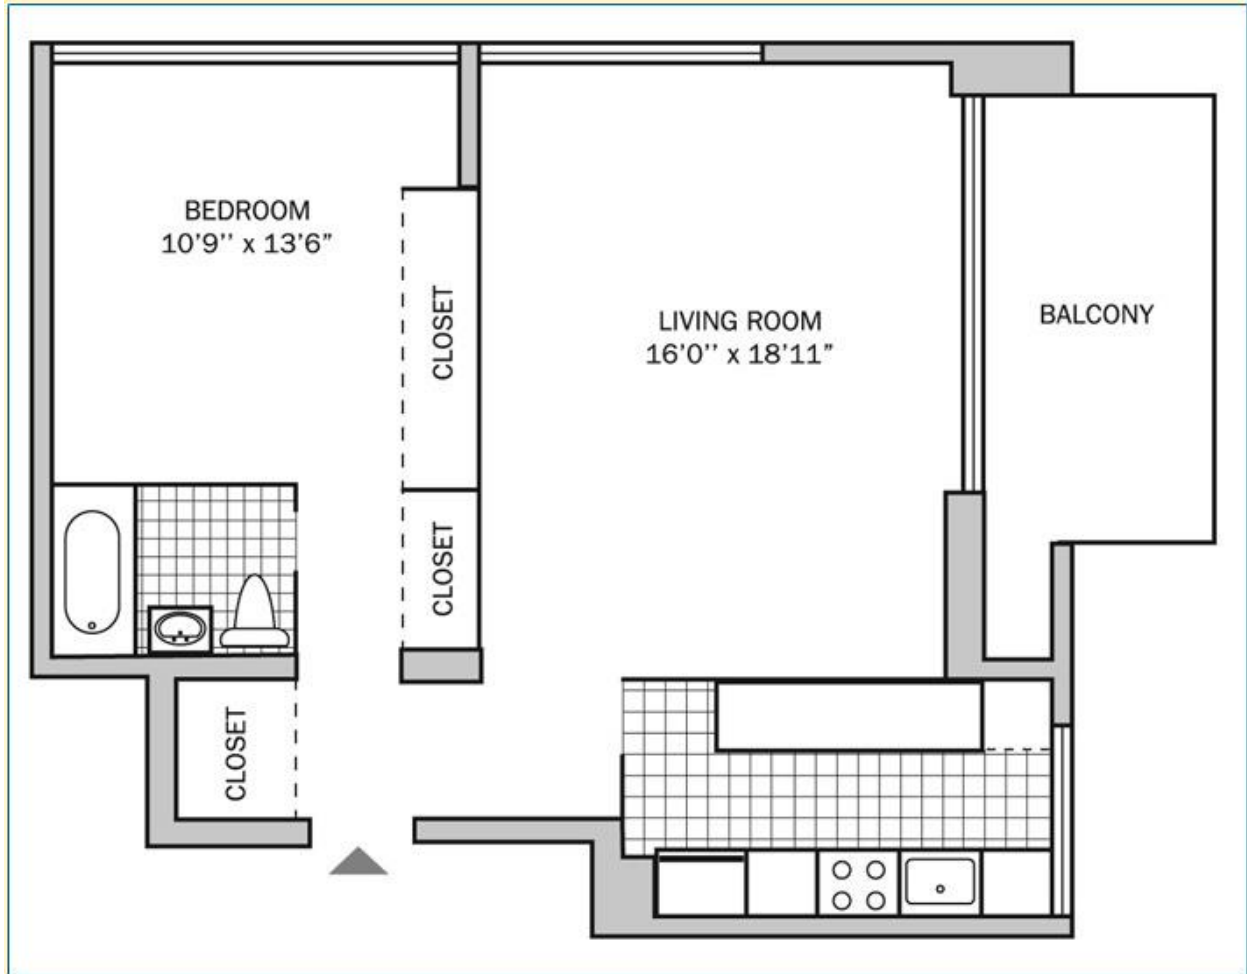 BEDROOM
10'9'' x 13'6”
CLOSET
LIVING ROOM
16'0'' x 18'11”
BALCONY
CLOSET
CLOSET